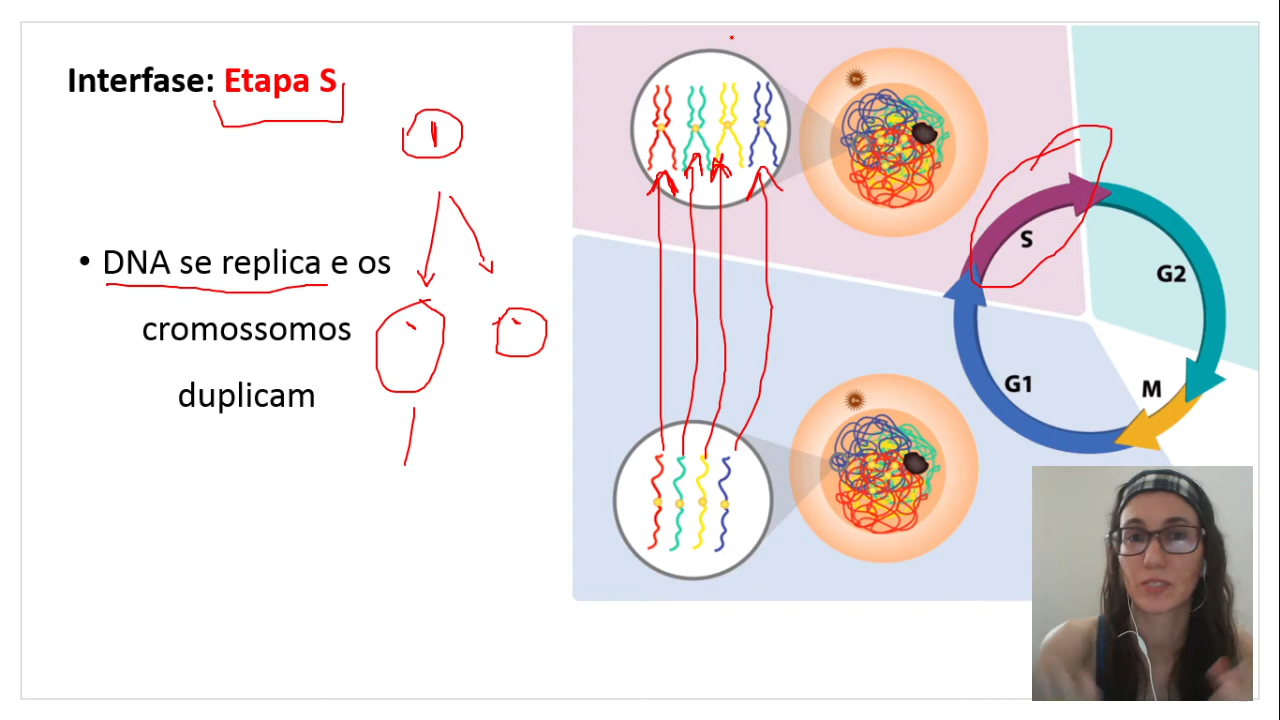 Interfase: Etapa S
• DNA se replica e os
cromossomos
duplicam
S
G2
G1
M